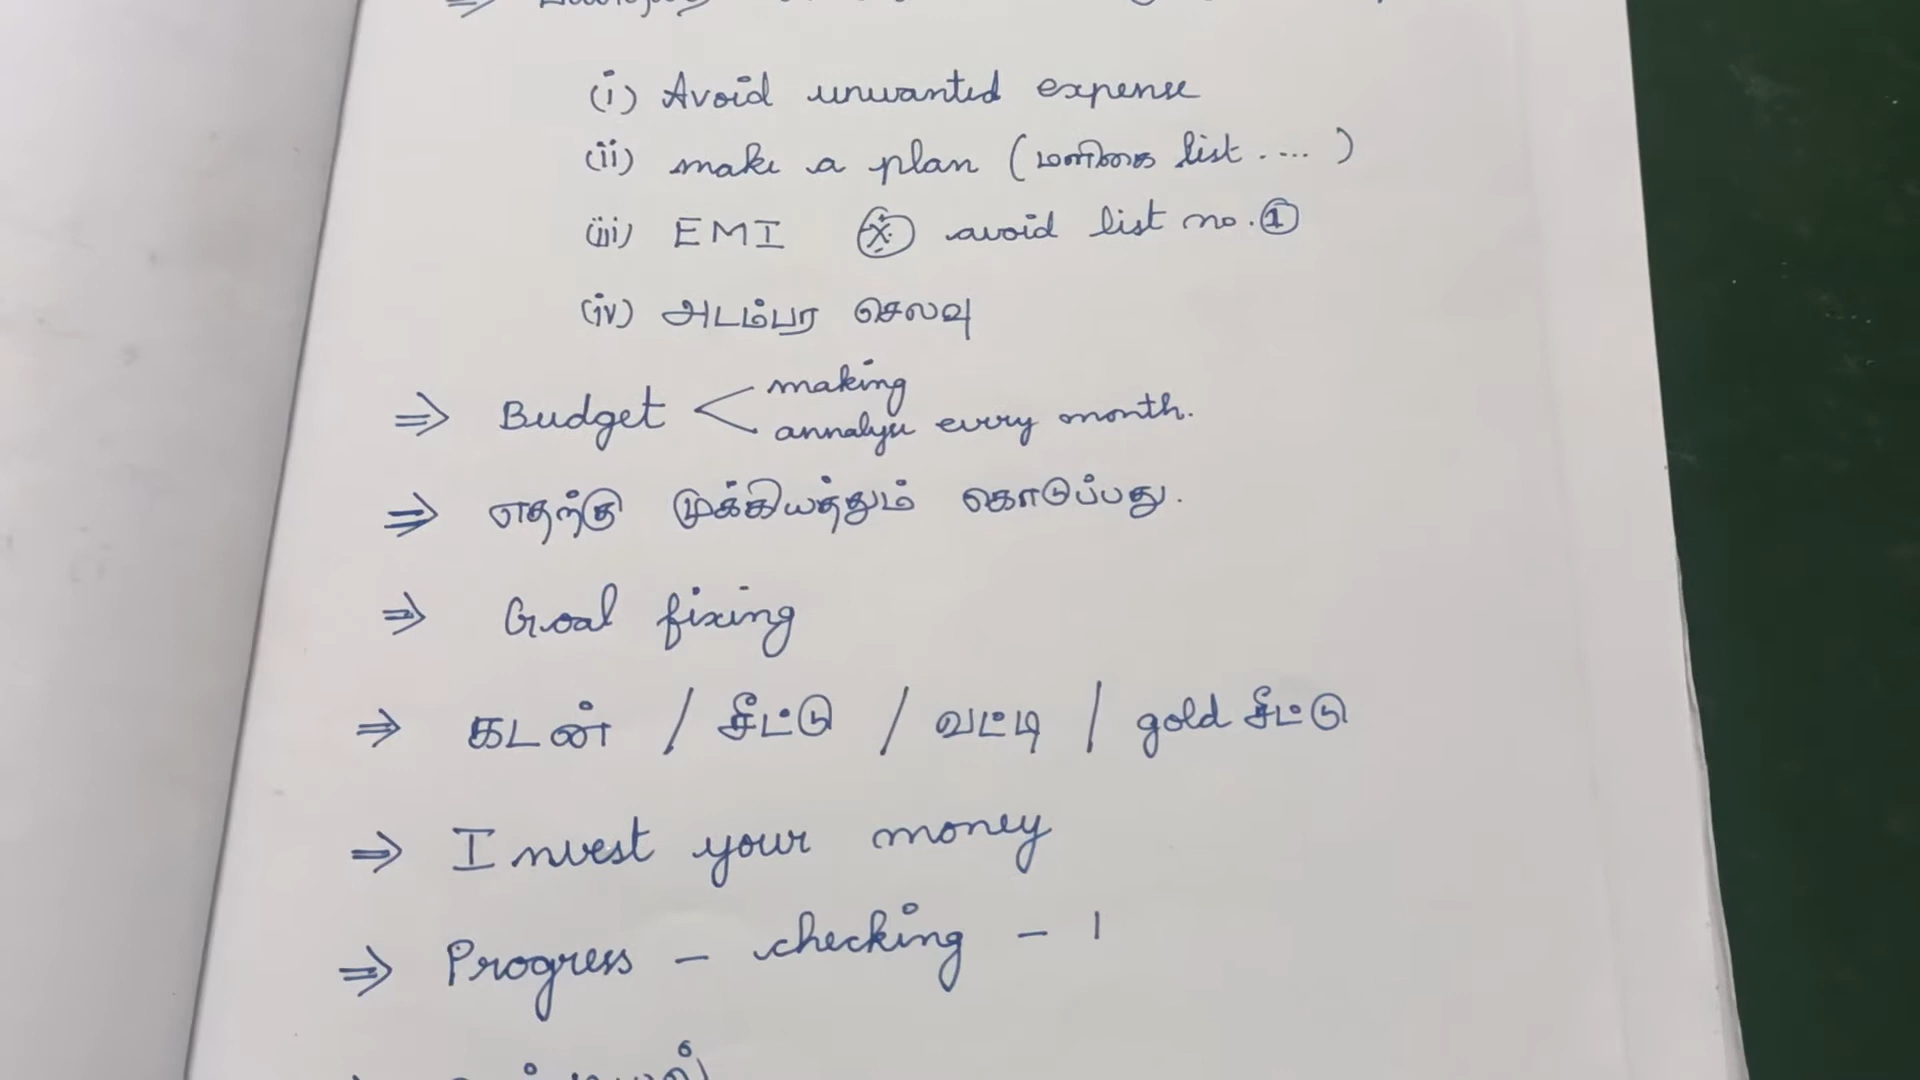 (i) Avoid unwanted expense
(ii) make a plan (மளிகை list ..... )
(iii) EMI ⓧ avoid list no. ①
(iv) அடம்பர செலவு
⇒ Budget < making
annalyse every month.
⇒ எதற்கு முக்கியத்தும் கொடுப்பது.
⇒ Goal fixing
⇒ கடன் / சீட்டு / வட்டி / gold சீட்டு
⇒ Invest your money
⇒ Progress - checking - 1